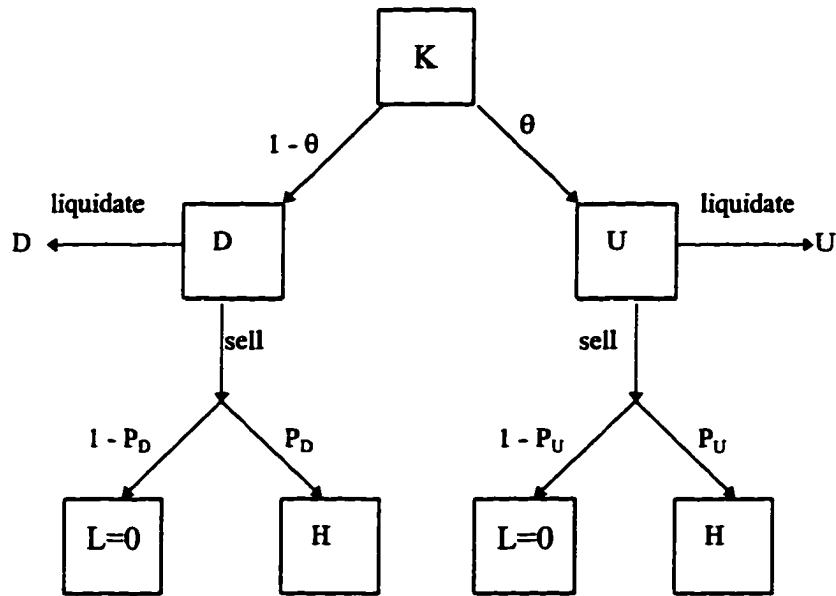 K
1 - θ
θ
liquidate
liquidate
D
D
U
U
sell
sell
1 - P_D
P_D
1 - P_U
P_U
L=0
H
L=0
H